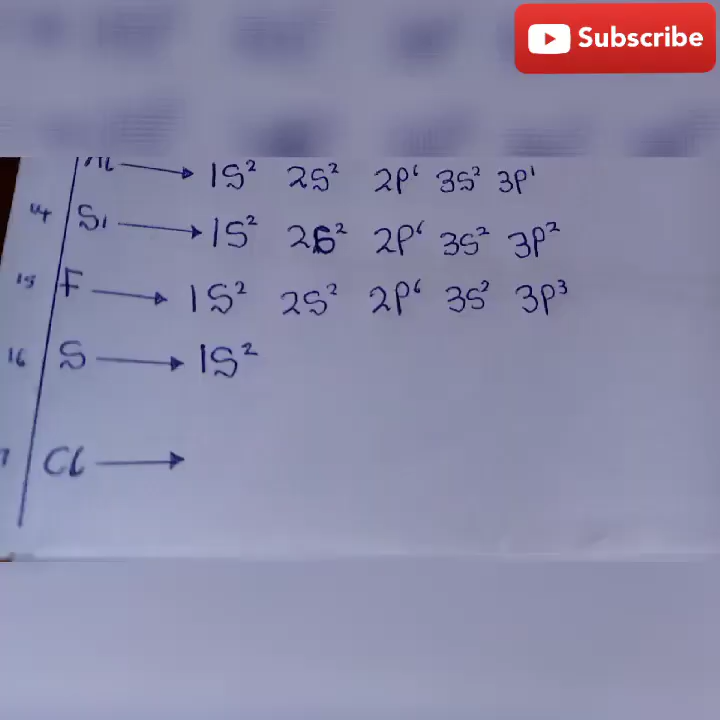 Subscribe
Al → 1S² 2S² 2P⁶ 3S² 3P¹
14 Si → 1S² 2S² 2P⁶ 3S² 3P²
15 F → 1S² 2S² 2P⁶ 3S² 3P³
16 S → 1S²
7 Cl →